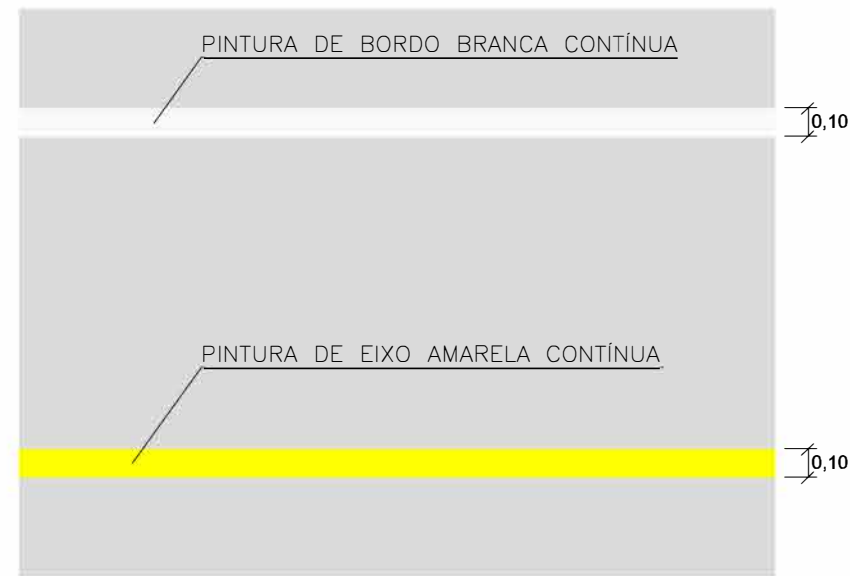 PINTURA DE BORDO BRANCA CONTÍNUA
0,10
PINTURA DE EIXO AMARELA CONTÍNUA
0,10